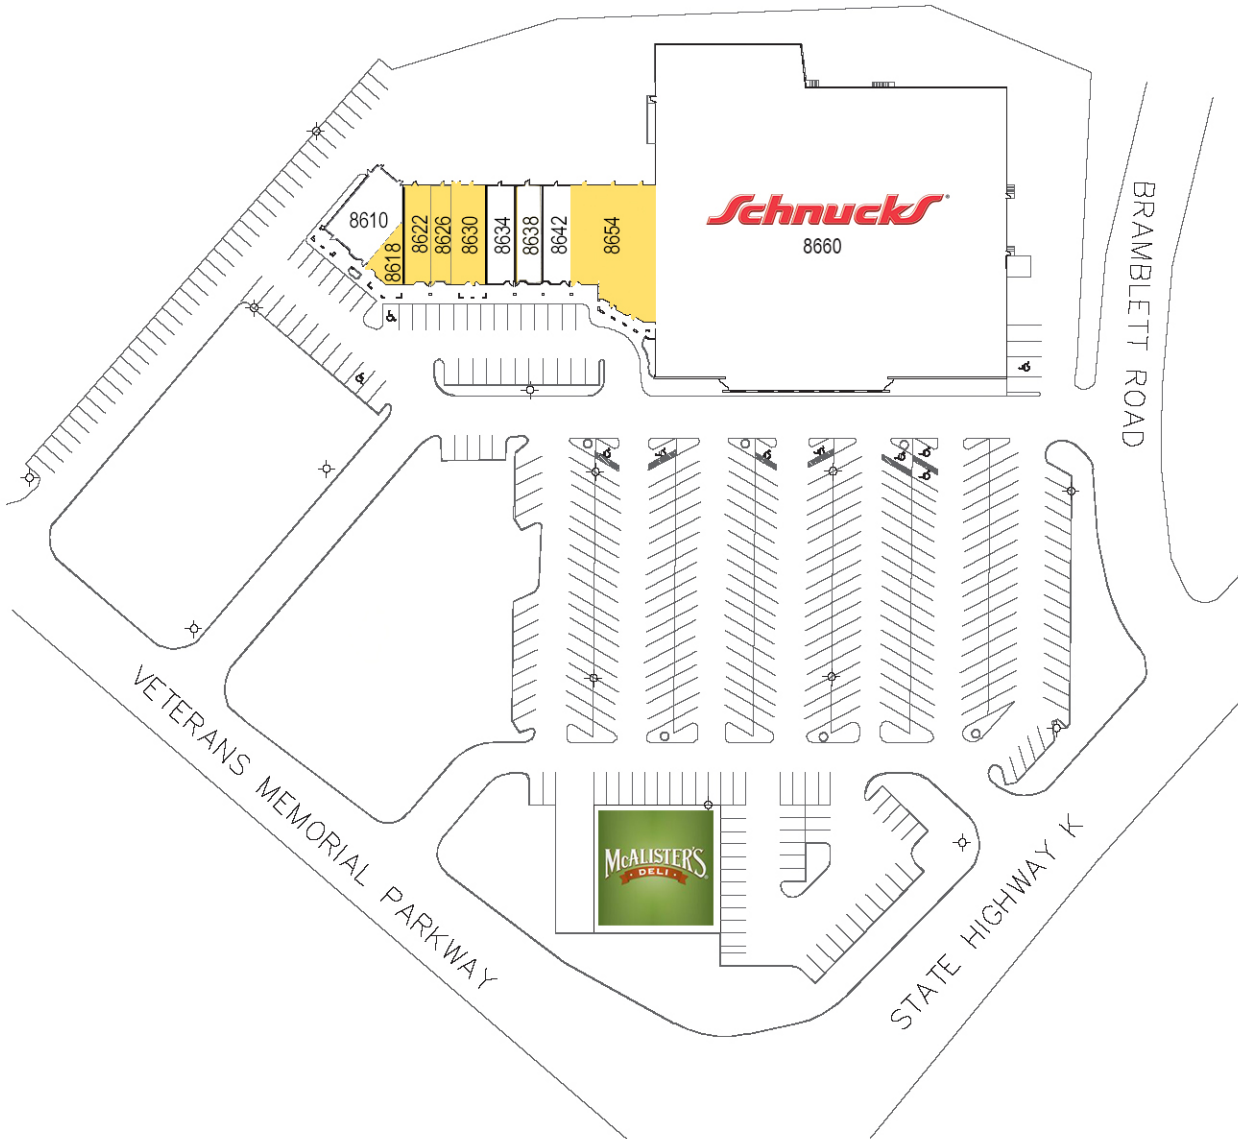 Schnucks®
8660
8610
8618
8622
8626
8630
8634
8638
8642
8654
BRAMBLETT ROAD
VETERANS MEMORIAL PARKWAY
McALISTER'S®
DELI
STATE HIGHWAY K